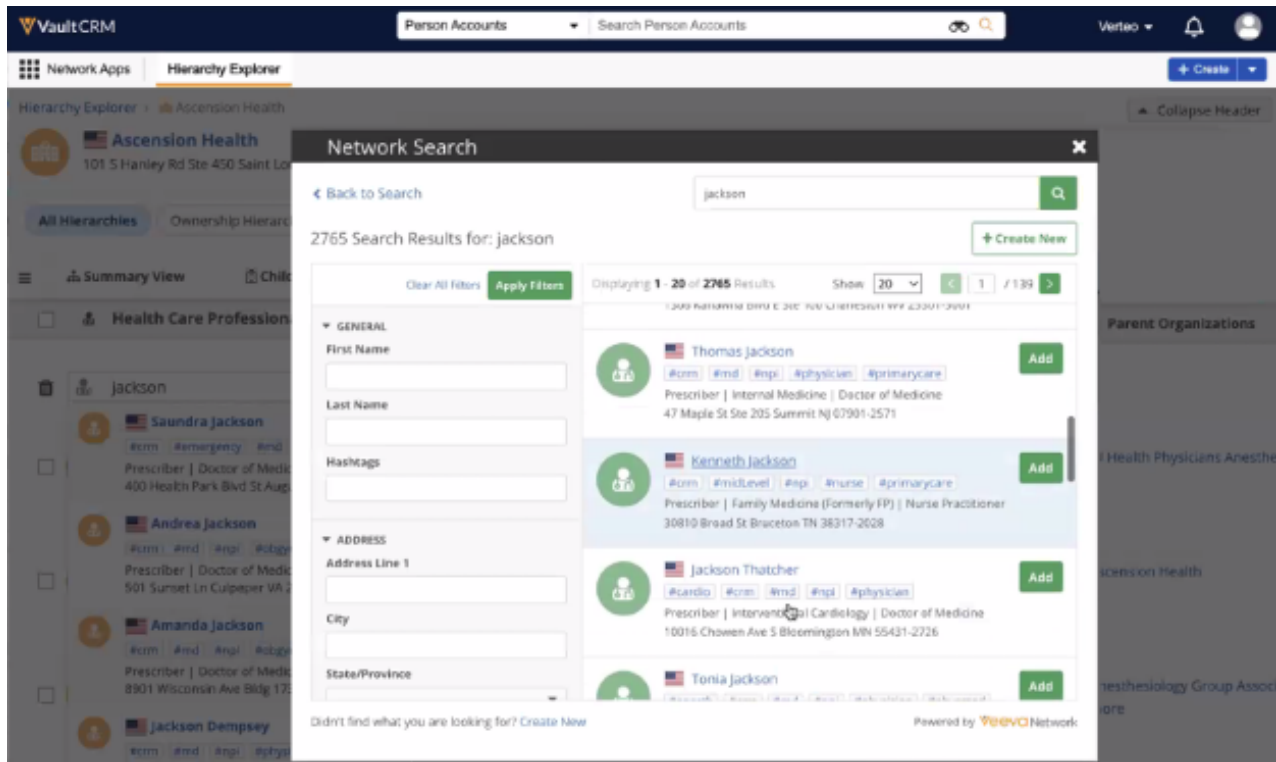 VaultCRM
Person Accounts
Search Person Accounts
Verteo
Network Apps
Hierarchy Explorer
+ Create
Hierarchy Explorer › Ascension Health
Collapse Header
Ascension Health
101 S Hanley Rd Ste 450 Saint Lo
All Hierarchies
Ownership Hierarc
Summary View
Child
Health Care Profession
Parent Organizations
jackson
Saundra Jackson
#crm #emergency #md
Prescriber | Doctor of Medic
400 Health Park Blvd St Aug
Health Physicians Anesthe
Andrea Jackson
#crm #md #npi #obgy
Prescriber | Doctor of Medic
501 Sunset Ln Culpeper VA 2
scension Health
Amanda Jackson
#crm #md #npi #obgy
Prescriber | Doctor of Medic
8901 Wisconsin Ave Bldg 17
nesthesiology Group Associ
ore
Jackson Dempsey
#crm #md #npi #physi
Network Search
Back to Search
jackson
2765 Search Results for: jackson
+ Create New
Clear All Filters
Apply Filters
GENERAL
First Name
Last Name
Hashtags
ADDRESS
Address Line 1
City
State/Province
Displaying 1 - 20 of 2765 Results
Show 20
1 / 139
Thomas Jackson
#crm #md #npi #physician #primarycare
Prescriber | Internal Medicine | Doctor of Medicine
47 Maple St Ste 205 Summit NJ 07901-2571
Add
Kenneth Jackson
#crm #midLevel #npi #nurse #primarycare
Prescriber | Family Medicine (Formerly FP) | Nurse Practitioner
30810 Broad St Bruceton TN 38317-2028
Add
Jackson Thatcher
#cardio #crm #md #npi #physician
Prescriber | Interventional Cardiology | Doctor of Medicine
10016 Chowen Ave S Bloomington MN 55431-2726
Add
Tonia Jackson
Add
Didn't find what you are looking for? Create New
Powered by Veeva Network